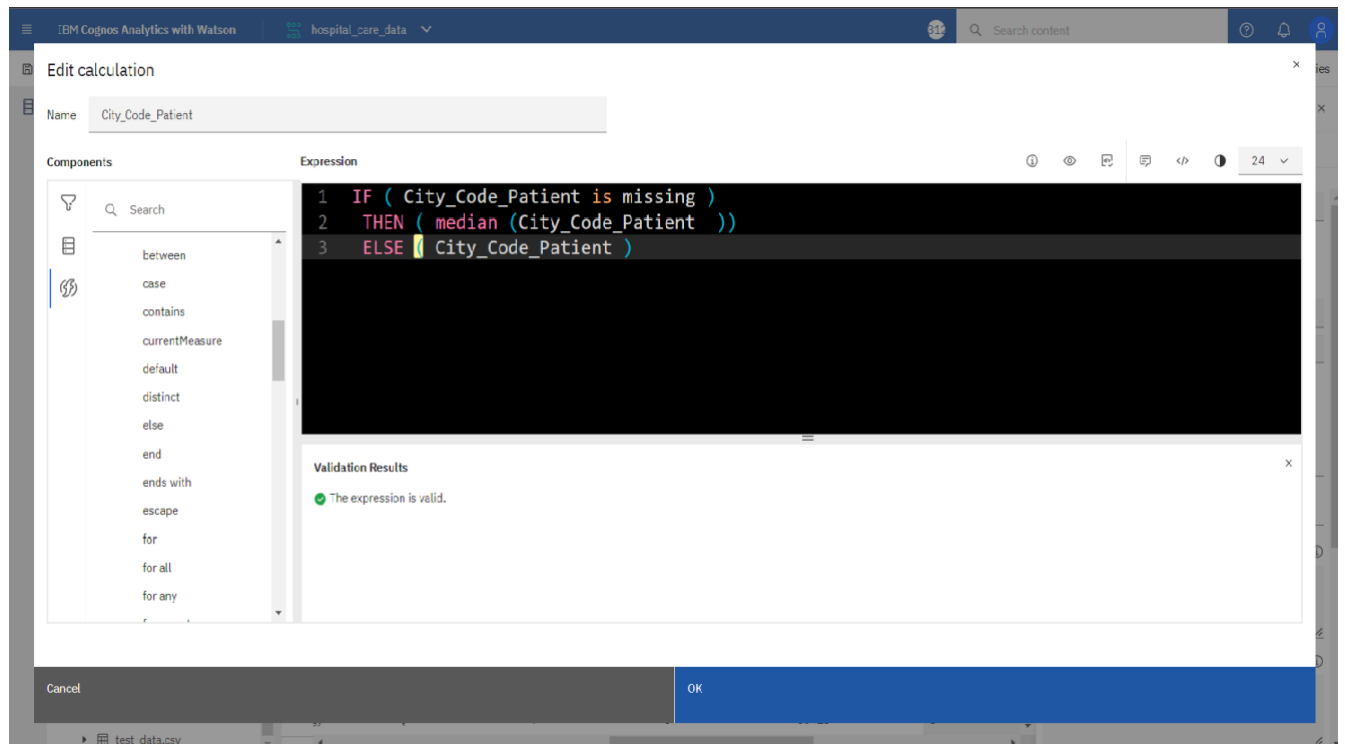 IBM Cognos Analytics with Watson
hospital_care_data
Search content
Edit calculation
ies
Name
City_Code_Patient
Components
Expression
24
Search
between
case
contains
currentMeasure
default
distinct
else
end
ends with
escape
for
for all
for any
1 IF ( City_Code_Patient is missing )
2 THEN ( median (City_Code_Patient ))
3 ELSE ( City_Code_Patient )
Validation Results
The expression is valid.
Cancel
OK
test_data.csv